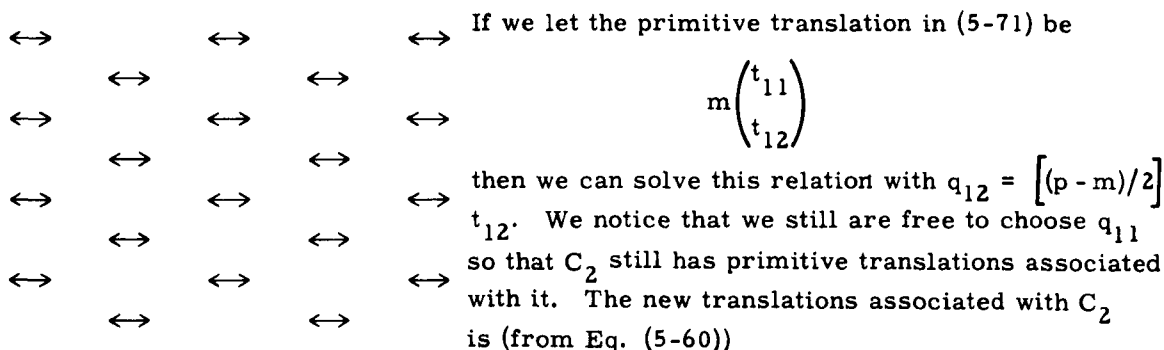 If we let the primitive translation in (5-71) be
m(t11
t12)
then we can solve this relation with q12 = [(p - m)/2]
t12. We notice that we still are free to choose q11
so that C2 still has primitive translations associated
with it. The new translations associated with C2
is (from Eq. (5-60))